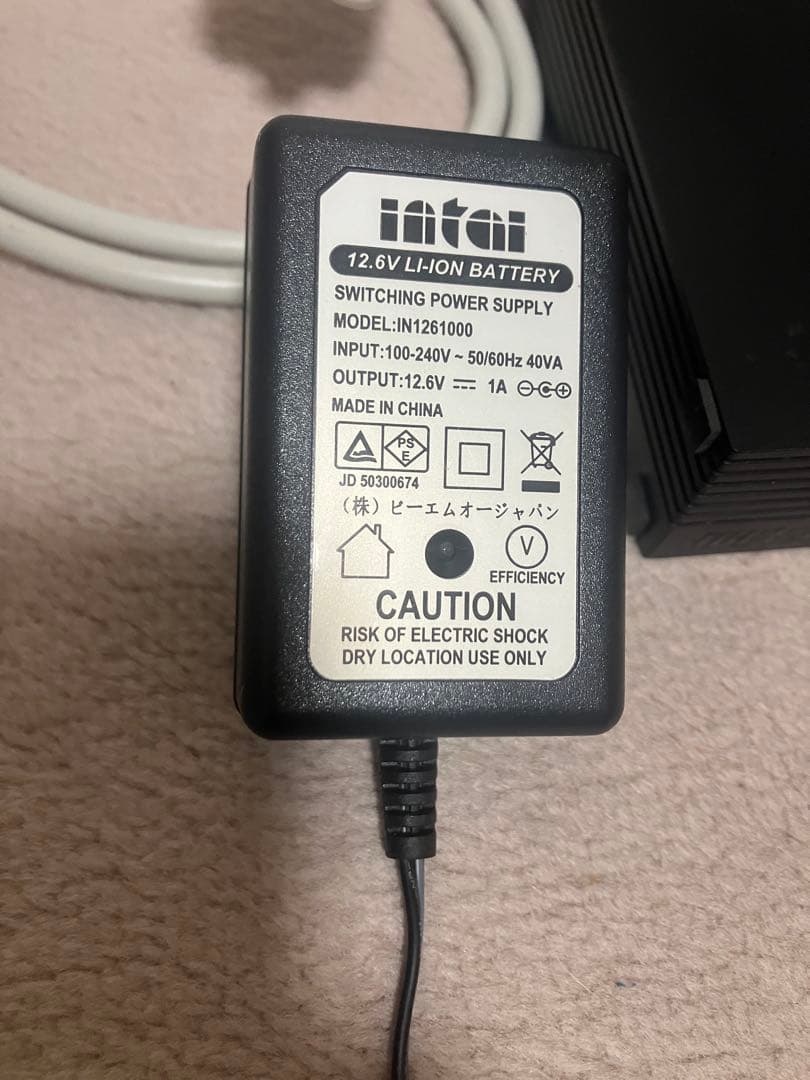 intai
12.6V LI-ION BATTERY
SWITCHING POWER SUPPLY
MODEL:IN1261000
INPUT:100-240V ~ 50/60Hz 40VA
OUTPUT:12.6V ⎓ 1A
MADE IN CHINA
PS
E
JD 50300674
(株)ビーエムオージャパン
V
EFFICIENCY
CAUTION
RISK OF ELECTRIC SHOCK
DRY LOCATION USE ONLY